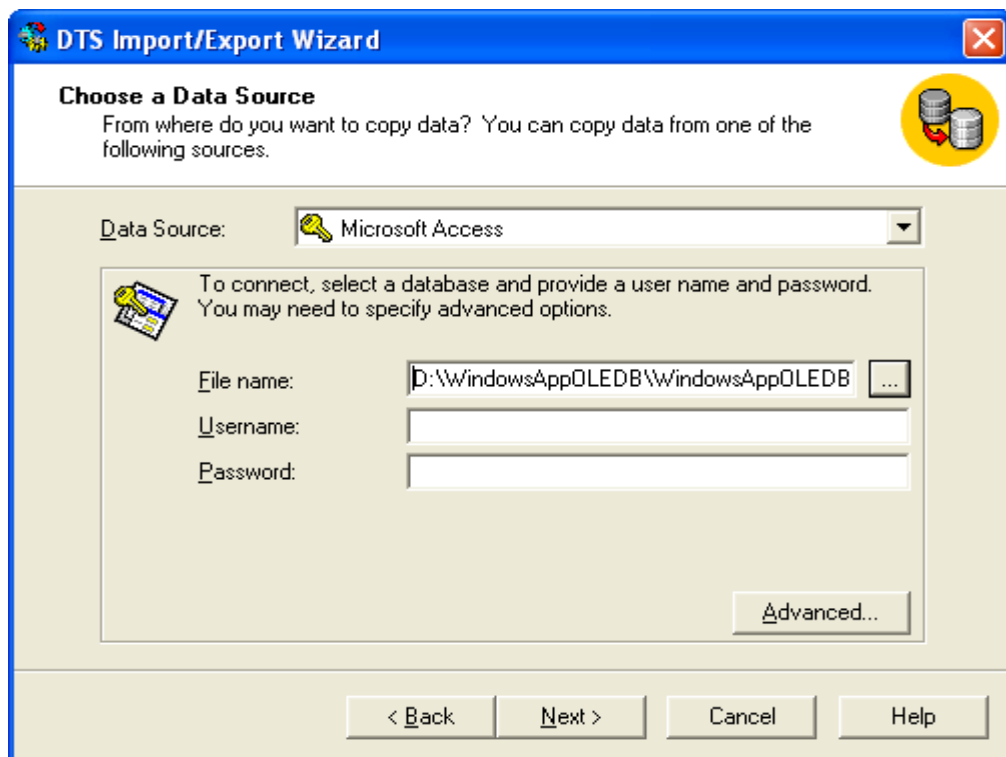 DTS Import/Export Wizard
Choose a Data Source
From where do you want to copy data? You can copy data from one of the
following sources.
Data Source: Microsoft Access
To connect, select a database and provide a user name and password.
You may need to specify advanced options.
File name: D:\WindowsAppOLEDB\WindowsAppOLEDB ...
Username:
Password:
Advanced...
< Back Next > Cancel Help